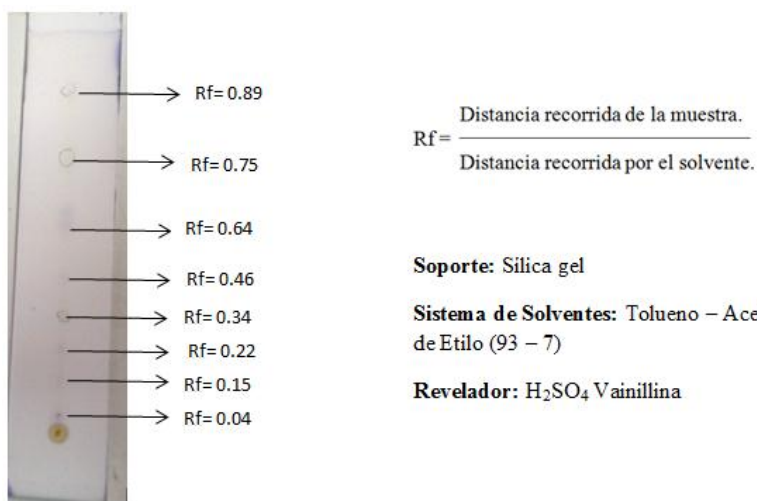 Rf= 0.89
Rf= 0.75
Rf= 0.64
Rf= 0.46
Rf= 0.34
Rf= 0.22
Rf= 0.15
Rf= 0.04
Distancia recorrida de la muestra.
Rf =
Distancia recorrida por el solvente.
Soporte: Sílica gel
Sistema de Solventes: Tolueno – Ace
de Etilo (93 – 7)
Revelador: H₂SO₄ Vainillina